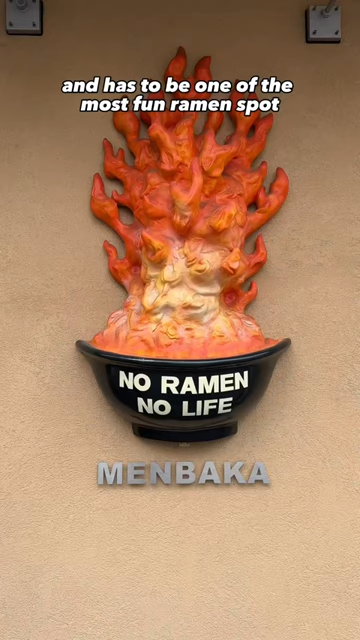 and has to be one of the
most fun ramen spot
NO RAMEN
NO LIFE
MENBAKA